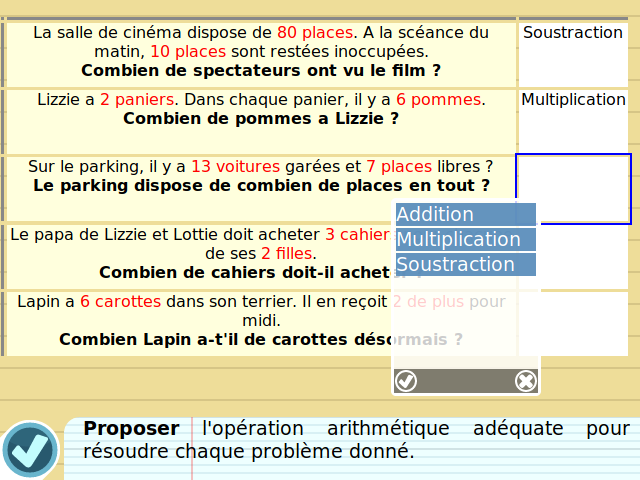 La salle de cinéma dispose de 80 places. A la scéance du
matin, 10 places sont restées inoccupées.
Combien de spectateurs ont vu le film ?
Soustraction
Lizzie a 2 paniers. Dans chaque panier, il y a 6 pommes.
Combien de pommes a Lizzie ?
Multiplication
Sur le parking, il y a 13 voitures garées et 7 places libres ?
Le parking dispose de combien de places en tout ?
Addition
Multiplication
Soustraction
Le papa de Lizzie et Lottie doit acheter 3 cahier
de ses 2 filles.
Combien de cahiers doit-il achet
Lapin a 6 carottes dans son terrier. Il en reçoit 2 de plus pour
midi.
Combien Lapin a-t'il de carottes désormais ?
Proposer l'opération arithmétique adéquate pour
résoudre chaque problème donné.